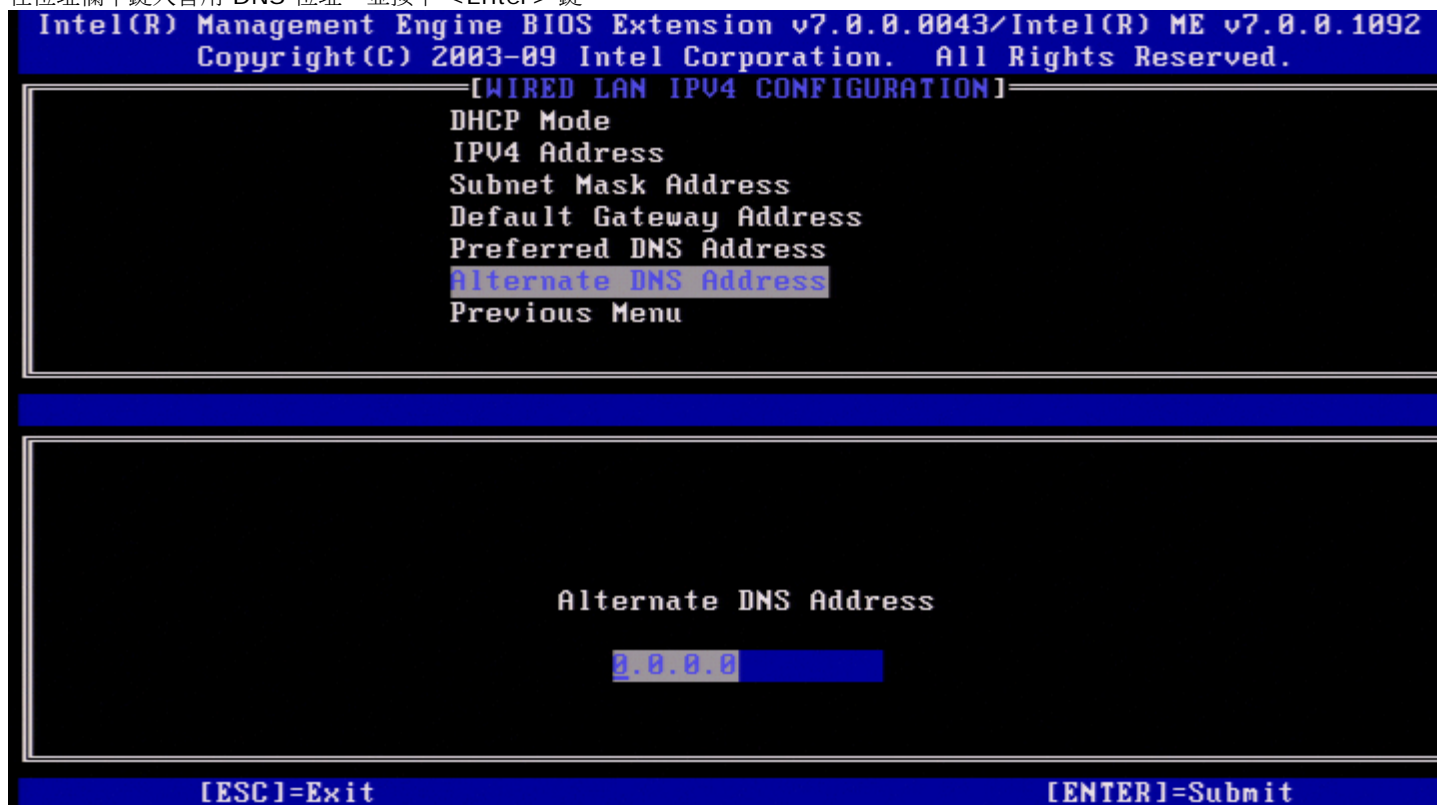 DNS <Enter>
Intel(R) Management Engine BIOS Extension v7.0.0.0043/Intel(R) ME v7.0.0.1092
Copyright(C) 2003-09 Intel Corporation. All Rights Reserved.
[WIRED LAN IPV4 CONFIGURATION]
DHCP Mode
IPV4 Address
Subnet Mask Address
Default Gateway Address
Preferred DNS Address
Alternate DNS Address
Previous Menu
Alternate DNS Address
0.0.0.0
[ESC]=Exit [ENTER]=Submit